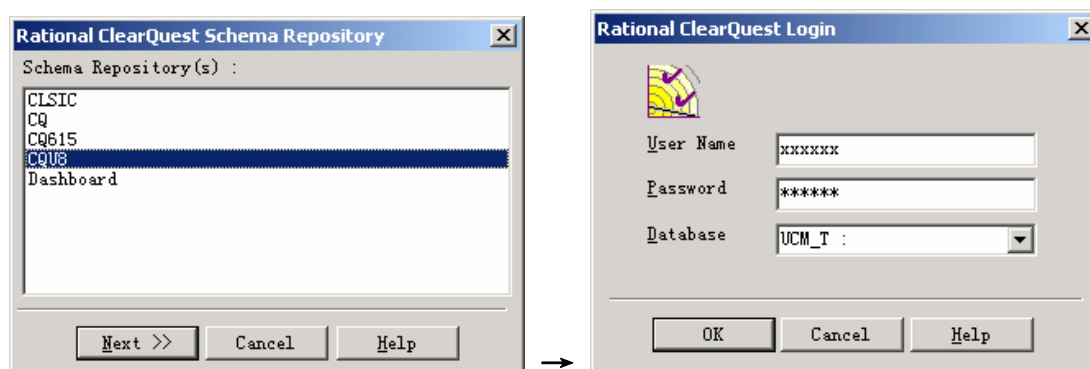 Rational ClearQuest Schema Repository
Schema Repository(s) :
CLSIC
CQ
CQ615
CQU8
Dashboard
Next >>
Cancel
Help
Rational ClearQuest Login
User Name
xxxxxx
Password
******
Database
UCM_T :
OK
Cancel
Help